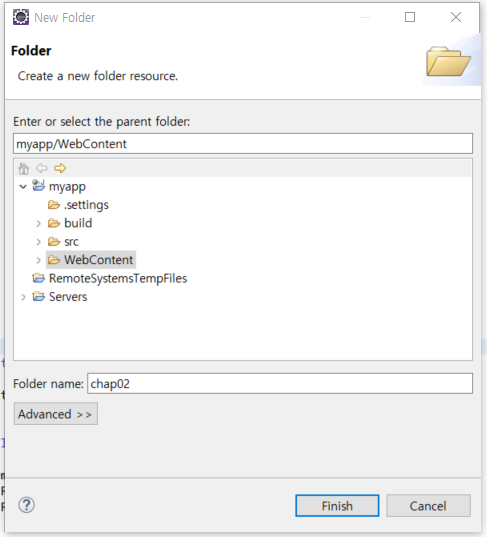 New Folder
Folder
Create a new folder resource.
Enter or select the parent folder:
myapp/WebContent
myapp
.settings
build
src
WebContent
RemoteSystemsTempFiles
Servers
Folder name: chap02
Advanced >>
Finish Cancel